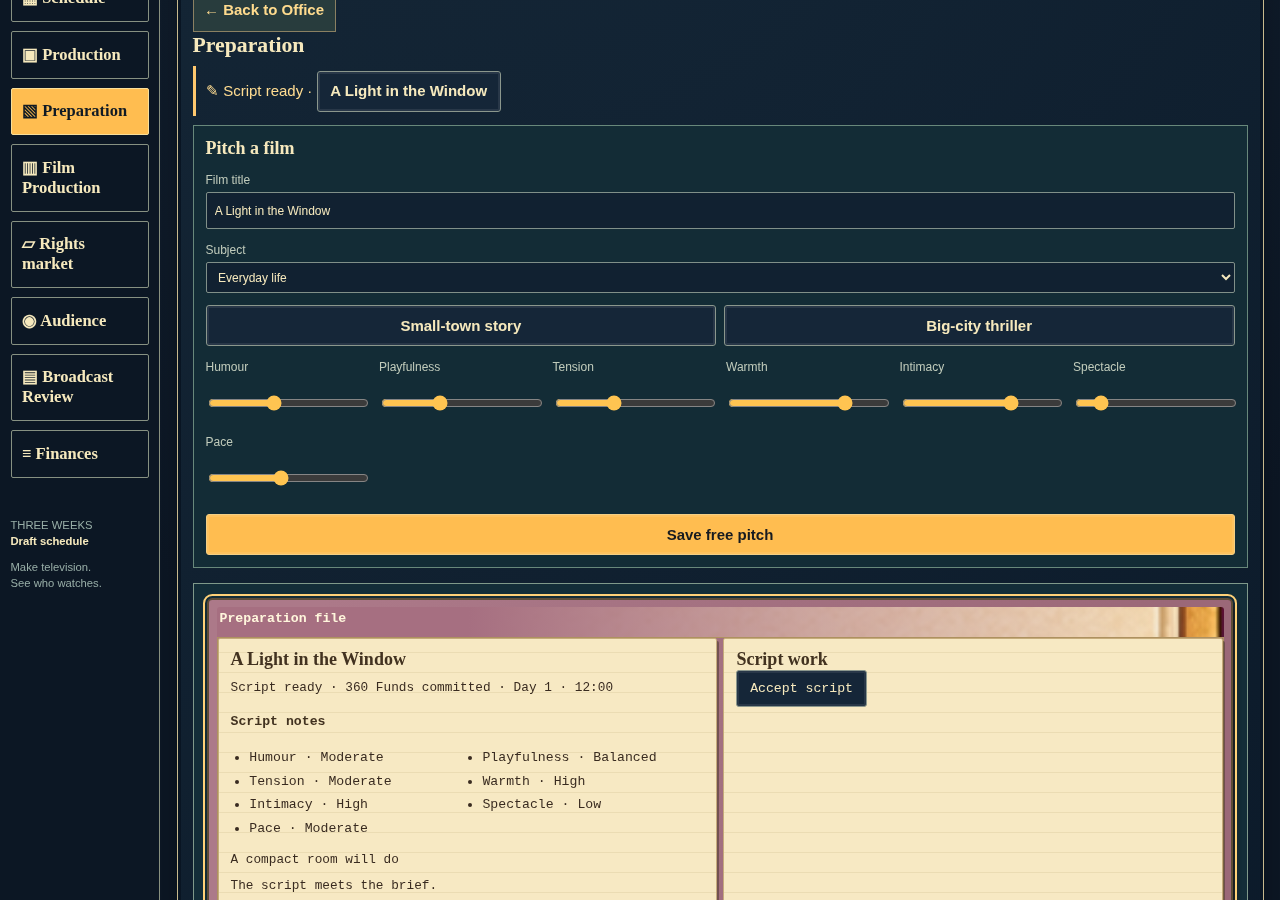 ▣ Production
▧ Preparation
▥ Film
Production
▱ Rights
market
◉ Audience
▤ Broadcast
Review
≡ Finances
THREE WEEKS
Draft schedule
Make television.
See who watches.
← Back to Office
Preparation
✎ Script ready · A Light in the Window
Pitch a film
Film title
A Light in the Window
Subject
Everyday life
Small-town story Big-city thriller
Humour Playfulness Tension Warmth Intimacy Spectacle
Pace
Save free pitch
Preparation file
A Light in the Window
Script ready · 360 Funds committed · Day 1 · 12:00
Script notes
• Humour · Moderate • Playfulness · Balanced
• Tension · Moderate • Warmth · High
• Intimacy · High • Spectacle · Low
• Pace · Moderate
A compact room will do
The script meets the brief.
Script work
Accept script